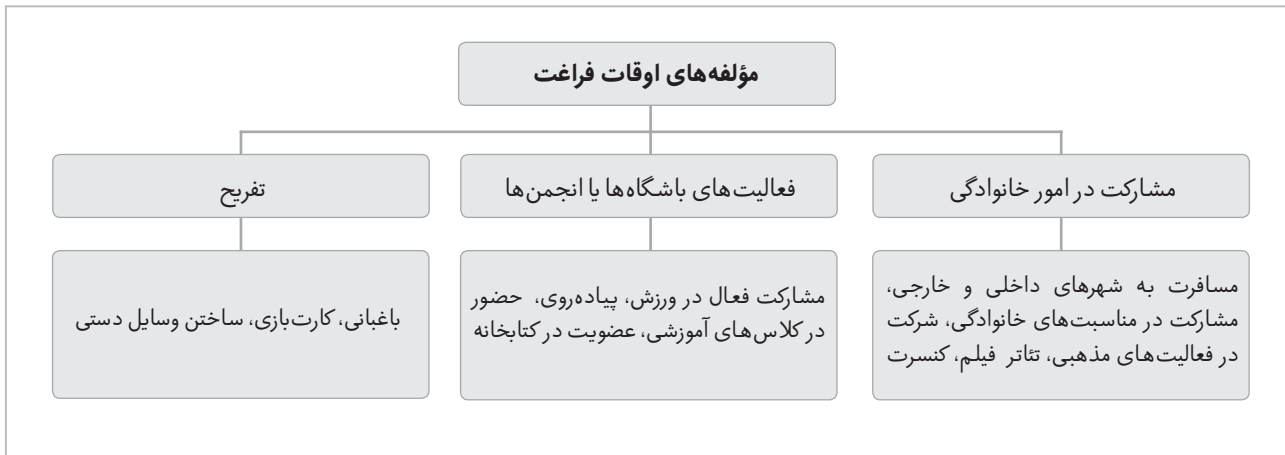 مؤلفه‌های اوقات فراغت
مشارکت در امور خانوادگی
فعالیت‌های باشگاه‌ها یا انجمن‌ها
تفریح
مسافرت به شهرهای داخلی و خارجی،
مشارکت در مناسبت‌های خانوادگی، شرکت
در فعالیت‌های مذهبی، تئاتر فیلم، کنسرت
مشارکت فعال در ورزش، پیاده‌روی، حضور
در کلاس‌های آموزشی، عضویت در کتابخانه
باغبانی، کارت‌بازی، ساختن وسایل دستی